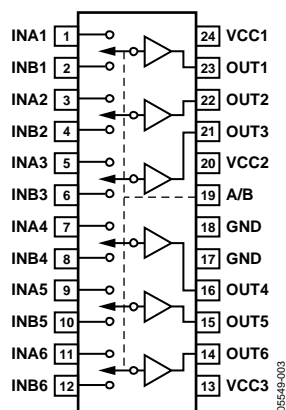 INA1 1 24 VCC1
INB1 2 23 OUT1
INA2 3 22 OUT2
INB2 4 21 OUT3
INA3 5 20 VCC2
INB3 6 19 A/B
INA4 7 18 GND
INB4 8 17 GND
INA5 9 16 OUT4
INB5 10 15 OUT5
INA6 11 14 OUT6
INB6 12 13 VCC3
05549-003